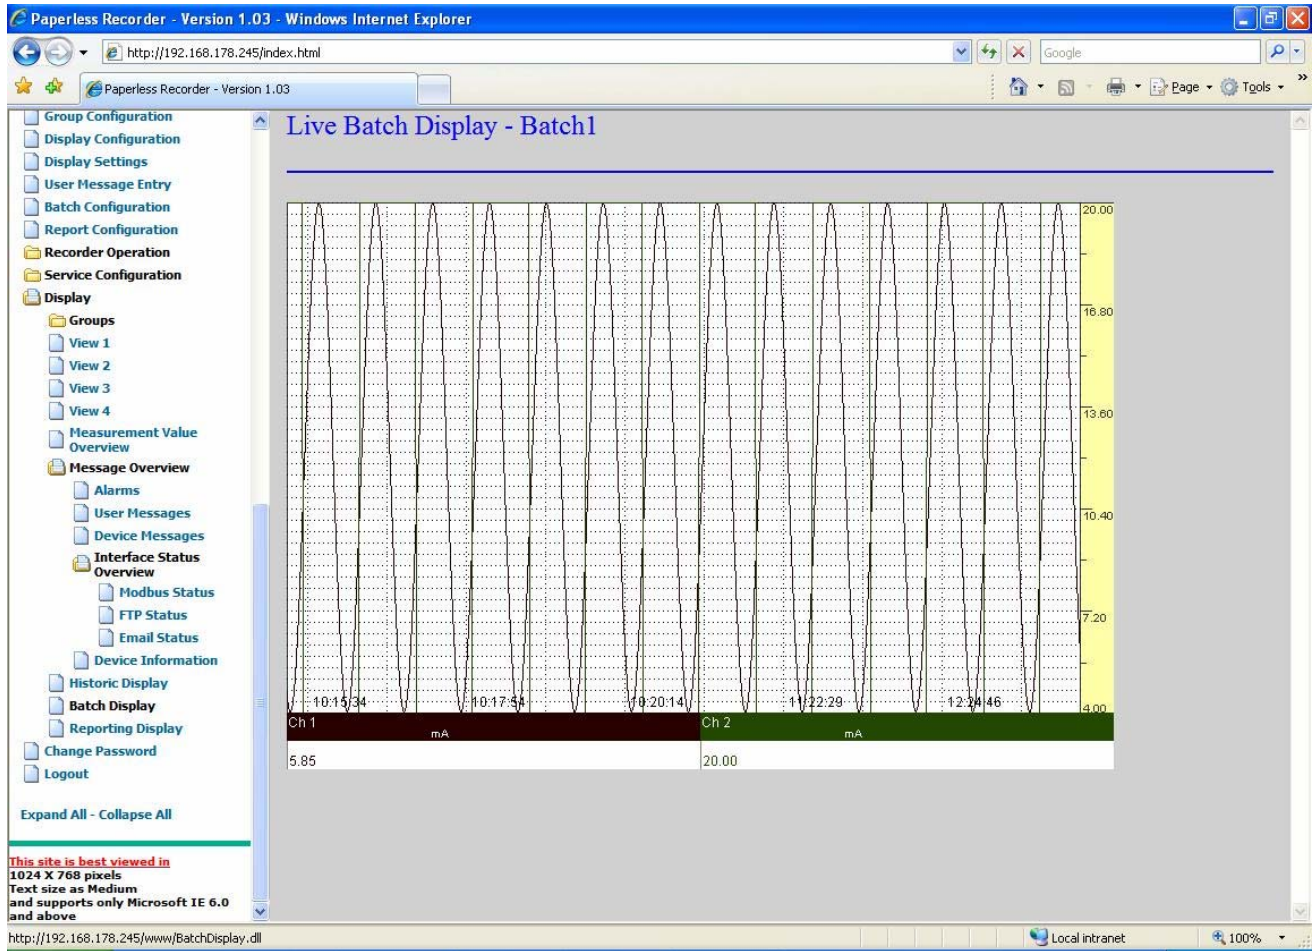 Paperless Recorder - Version 1.03 - Windows Internet Explorer
http://192.168.178.245/index.html
Google
Paperless Recorder - Version 1.03
Page
Tools
Group Configuration
Display Configuration
Display Settings
User Message Entry
Batch Configuration
Report Configuration
Recorder Operation
Service Configuration
Display
Groups
View 1
View 2
View 3
View 4
Measurement Value
Overview
Message Overview
Alarms
User Messages
Device Messages
Interface Status
Overview
Modbus Status
FTP Status
Email Status
Device Information
Historic Display
Batch Display
Reporting Display
Change Password
Logout
Expand All - Collapse All
This site is best viewed in
1024 X 768 pixels
Text size as Medium
and supports only Microsoft IE 6.0
and above
Live Batch Display - Batch1
20.00
16.80
13.60
10.40
7.20
4.00
10:15:34 10:17:54 10:20:14 11:22:29 12:24:46
Ch 1 mA
Ch 2 mA
5.85
20.00
http://192.168.178.245/www/BatchDisplay.dll
Local intranet
100%